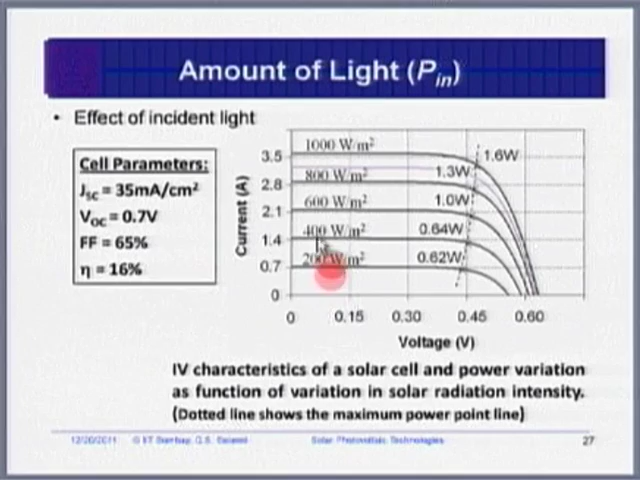 Amount of Light (Pin)
• Effect of incident light
Cell Parameters:
Jsc = 35mA/cm²
Voc = 0.7V
FF = 65%
η = 16%
Current (A)
3.5
2.8
2.1
1.4
0.7
0
1000 W/m²
800 W/m²
600 W/m²
400 W/m²
200 W/m²
1.6W
1.3W
1.0W
0.64W
0.62W
0 0.15 0.30 0.45 0.60
Voltage (V)
IV characteristics of a solar cell and power variation
as function of variation in solar radiation intensity.
(Dotted line shows the maximum power point line)
12/20/2011 © IIT Bombay, C.S. Solanki Solar Photovoltaic Technologies 27